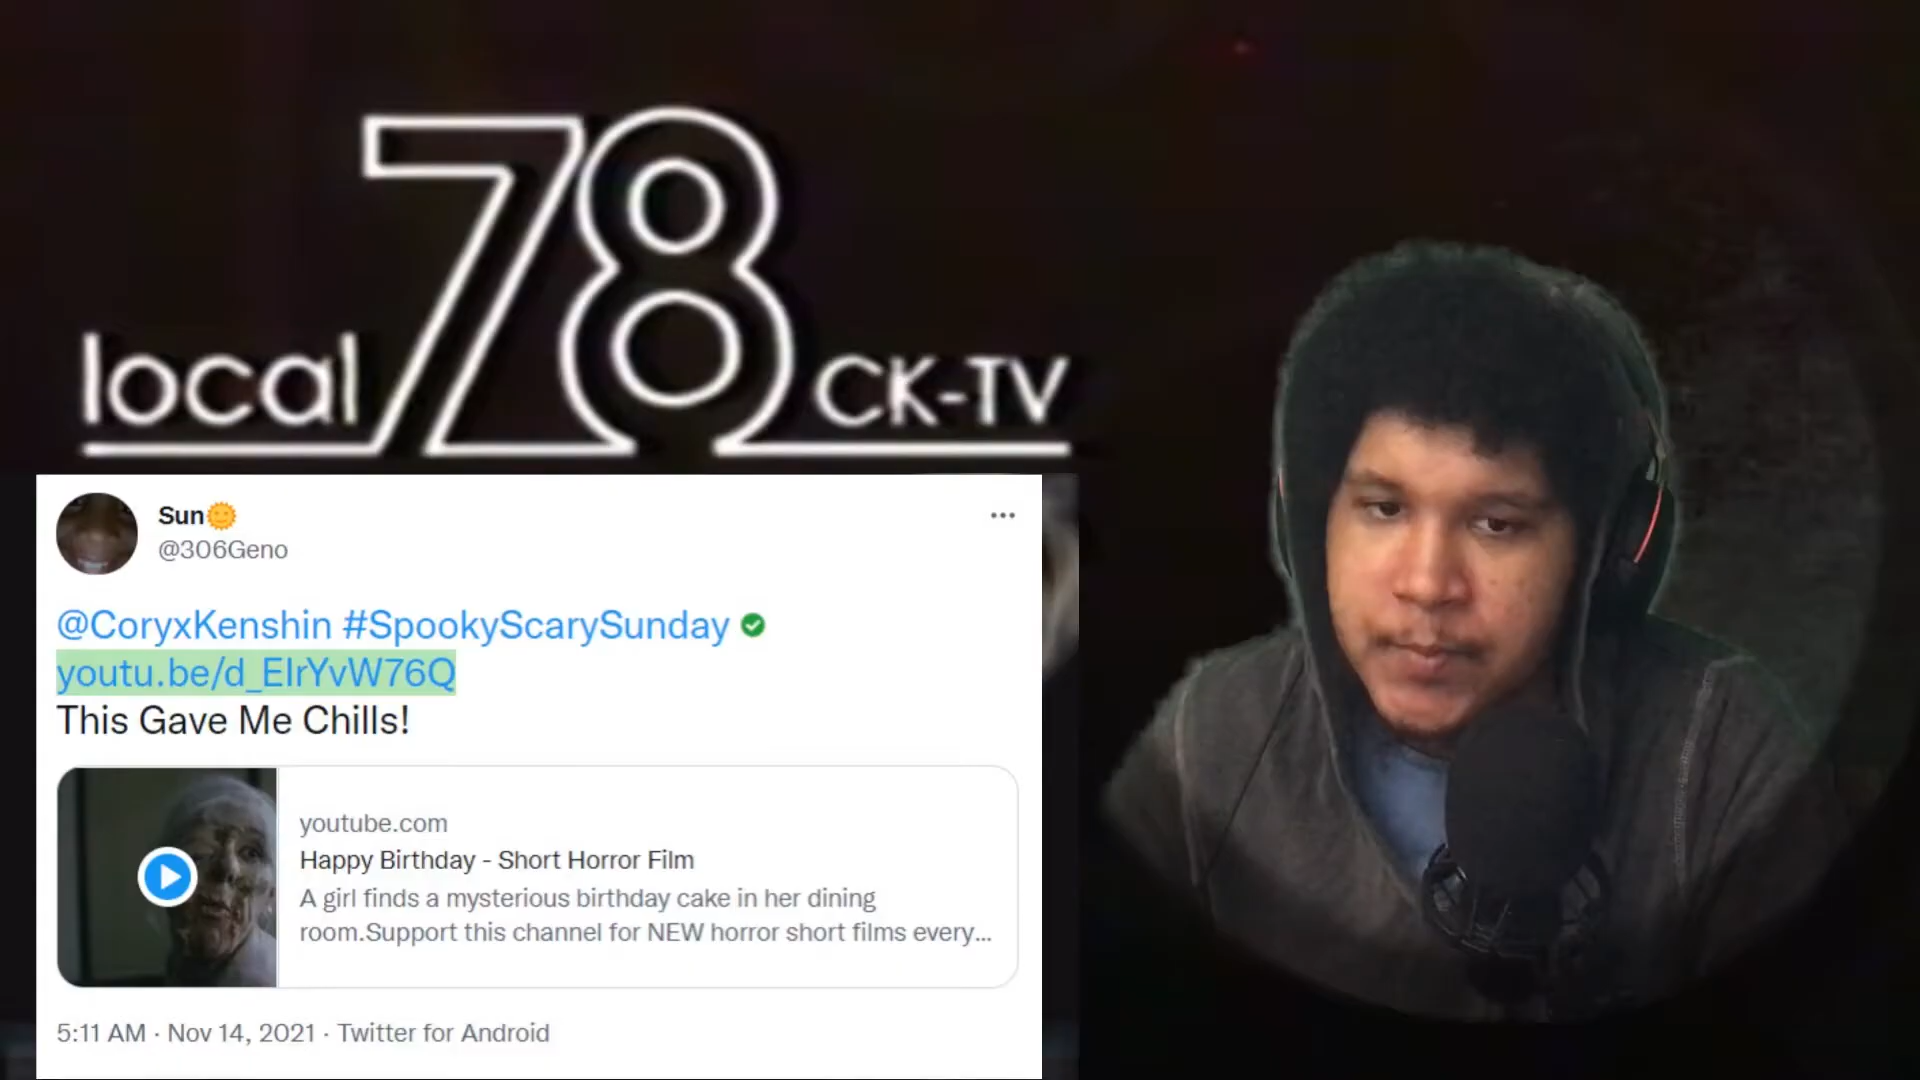 local 78 CK-TV
Sun🌞
@306Geno
@CoryxKenshin #SpookyScarySunday
youtu.be/d_EIrYvW76Q
This Gave Me Chills!
youtube.com
Happy Birthday - Short Horror Film
A girl finds a mysterious birthday cake in her dining
room.Support this channel for NEW horror short films every...
5:11 AM · Nov 14, 2021 · Twitter for Android